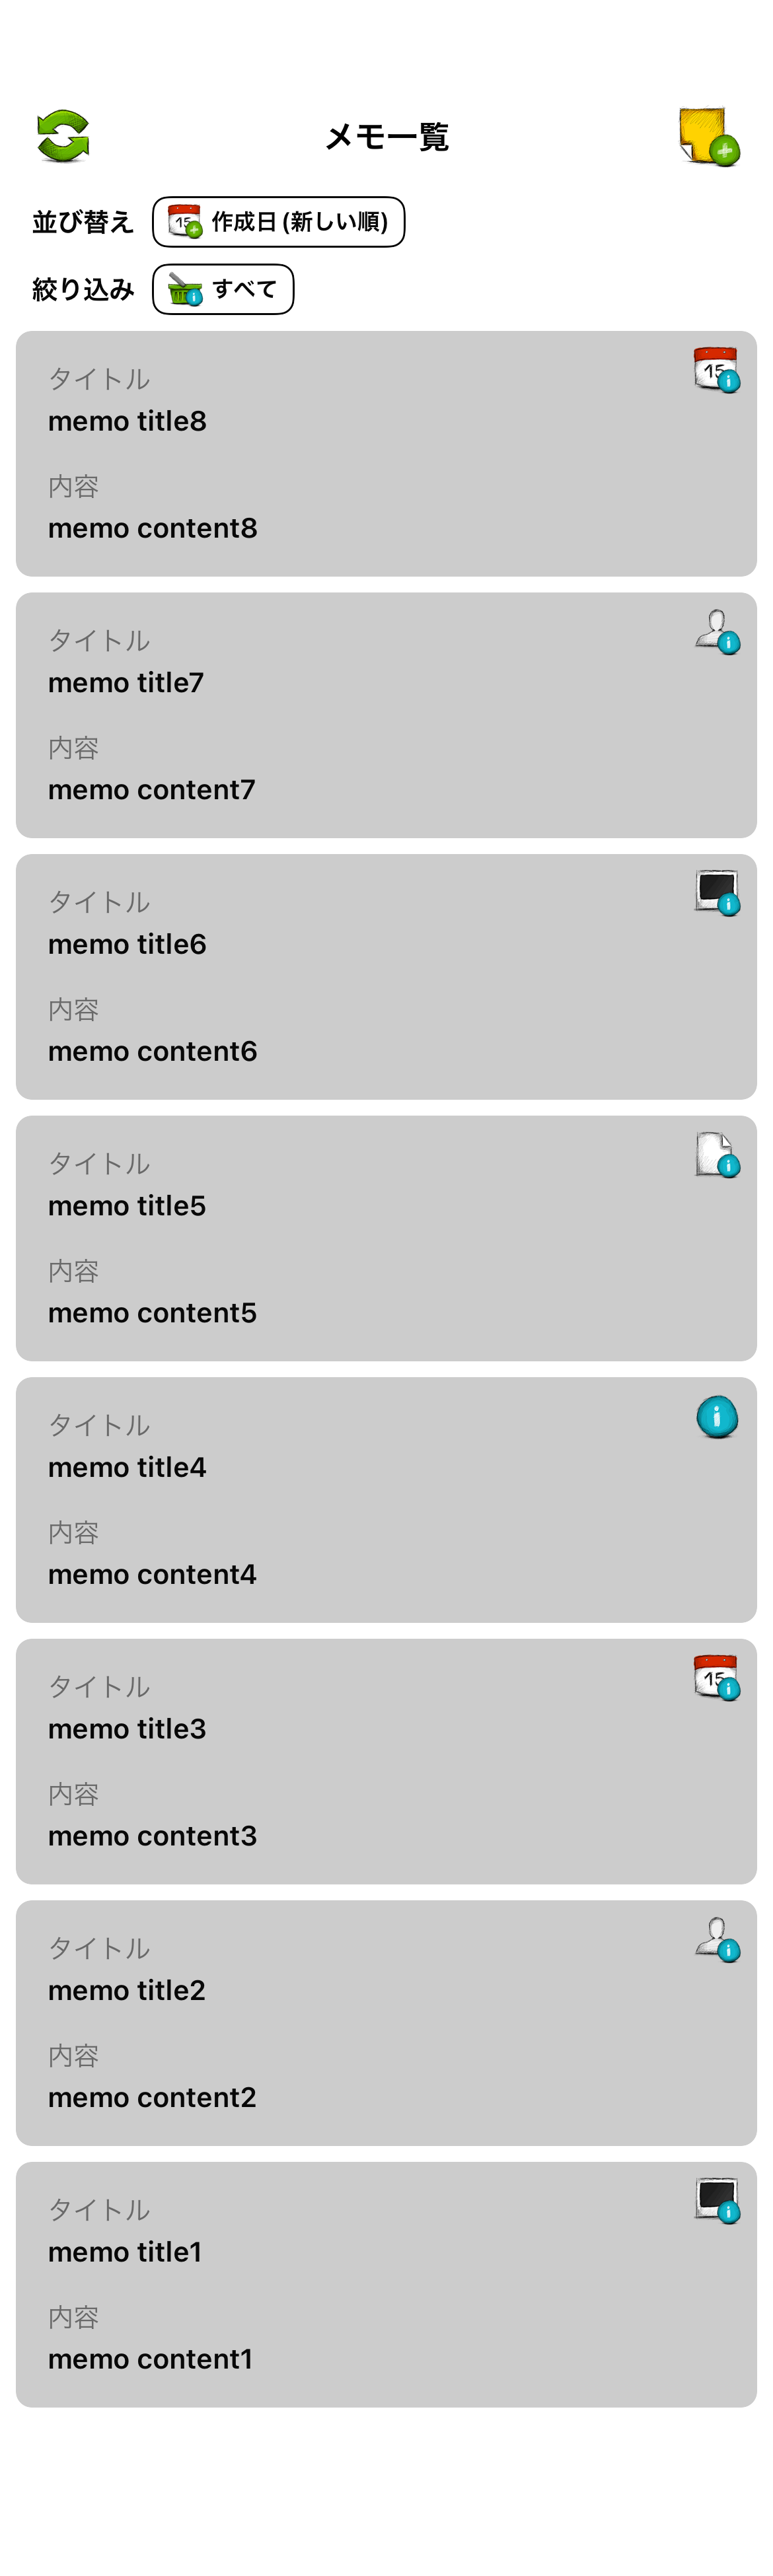 メモ一覧
並び替え 15 作成日(新しい順)
絞り込み i すべて
15 i
タイトル
memo title8
内容
memo content8
i
タイトル
memo title7
内容
memo content7
i
タイトル
memo title6
内容
memo content6
i
タイトル
memo title5
内容
memo content5
i
タイトル
memo title4
内容
memo content4
15 i
タイトル
memo title3
内容
memo content3
i
タイトル
memo title2
内容
memo content2
i
タイトル
memo title1
内容
memo content1